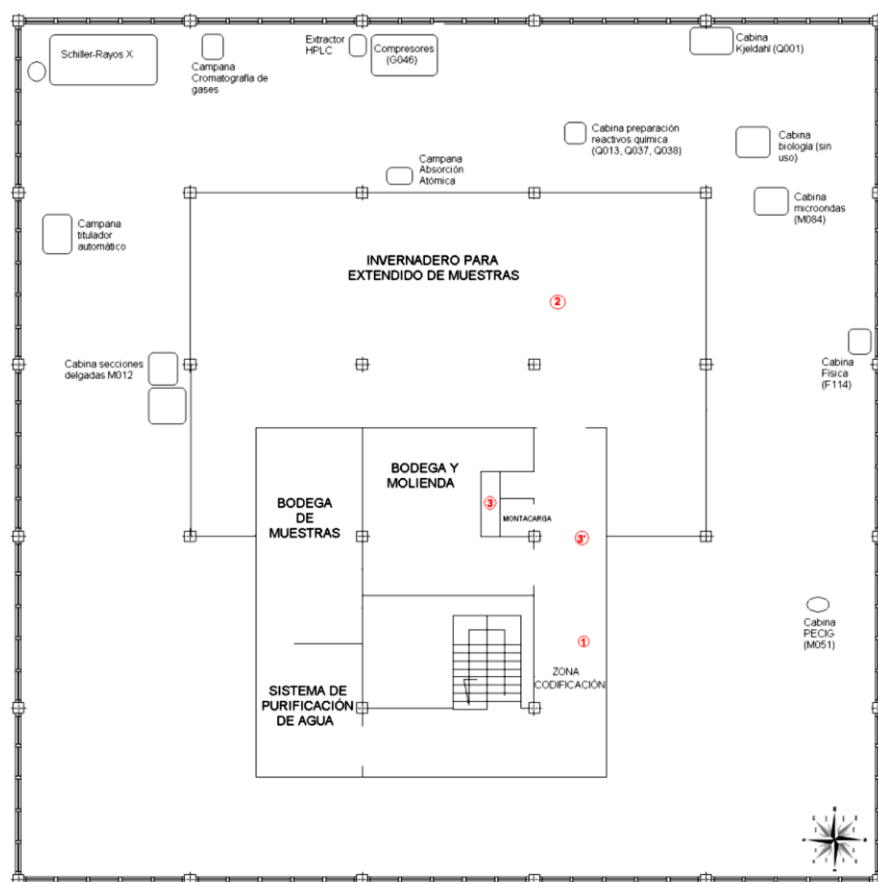 Schiller-Rayos X
Campana
Cromatografía de
gases
Extractor
HPLC
Compresores
(G046)
Cabina
Kjeldahl (Q001)
Cabina preparación
reactivos química
(Q013, Q037, Q038)
Cabina
biología (sin
uso)
Campana
Absorción
Atómica
Cabina
microondas
(M084)
Campana
titulador
automático
INVERNADERO PARA
EXTENDIDO DE MUESTRAS
2
Cabina secciones
delgadas M012
Cabina
Física
(F114)
BODEGA Y
MOLIENDA
BODEGA
DE
MUESTRAS
3
MONTACARGA
3'
Cabina
PECIG
(M051)
1
ZONA
CODIFICACIÓN
SISTEMA DE
PURIFICACIÓN
DE AGUA